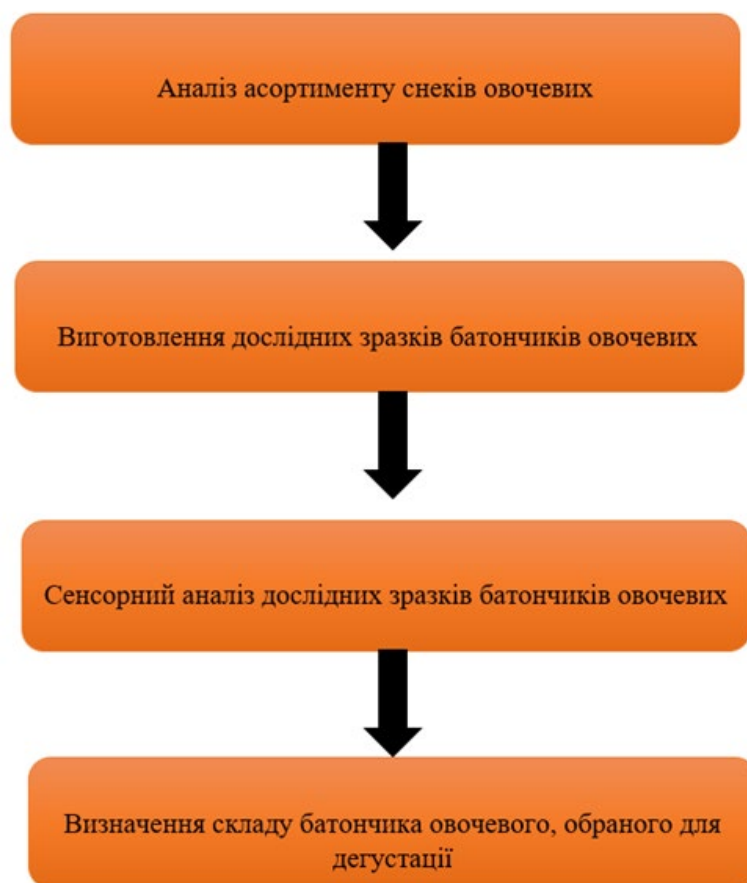 Аналіз асортименту снеків овочевих
Виготовлення дослідних зразків батончиків овочевих
Сенсорний аналіз дослідних зразків батончиків овочевих
Визначення складу батончика овочевого, обраного для
дегустації